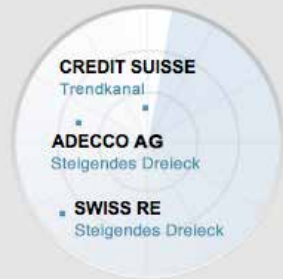 CREDIT SUISSE
Trendkanal
ADECCO AG
Steigendes Dreieck
SWISS RE
Steigendes Dreieck